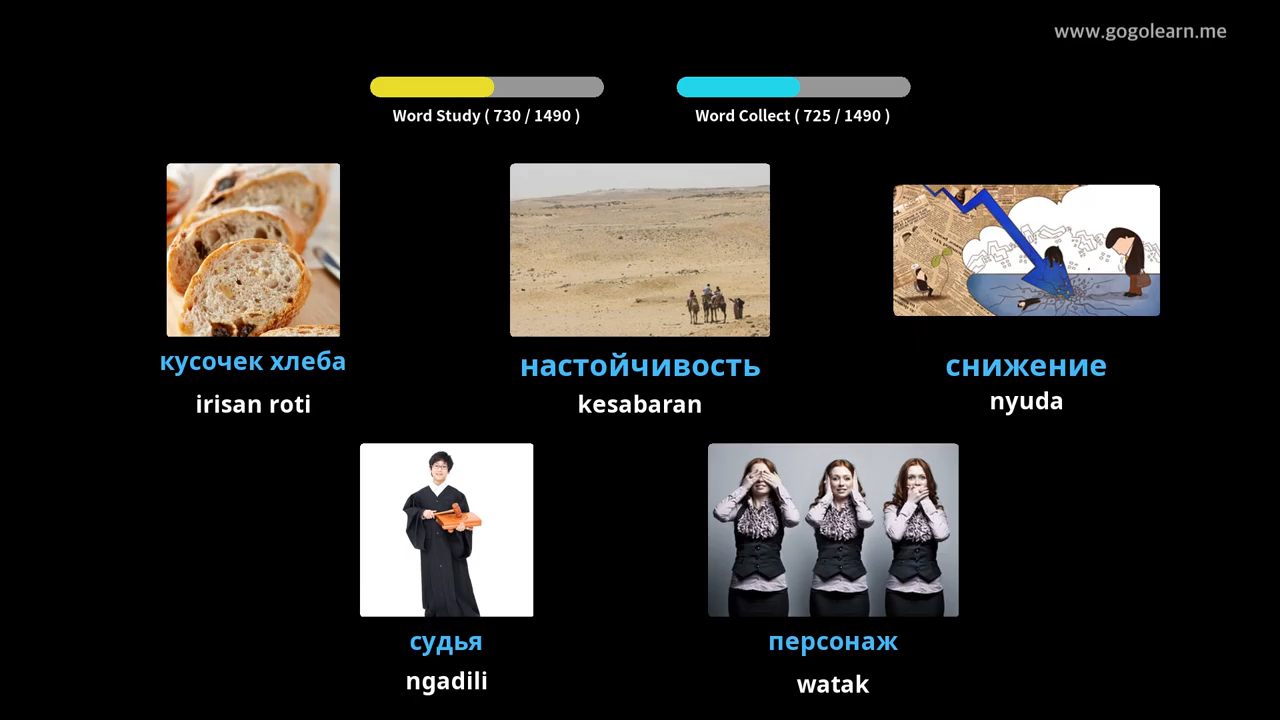 www.gogolearn.me
Word Study ( 730 / 1490 )
Word Collect ( 725 / 1490 )
кусочек хлеба
irisan roti
настойчивость
kesabaran
снижение
nyuda
судья
ngadili
персонаж
watak